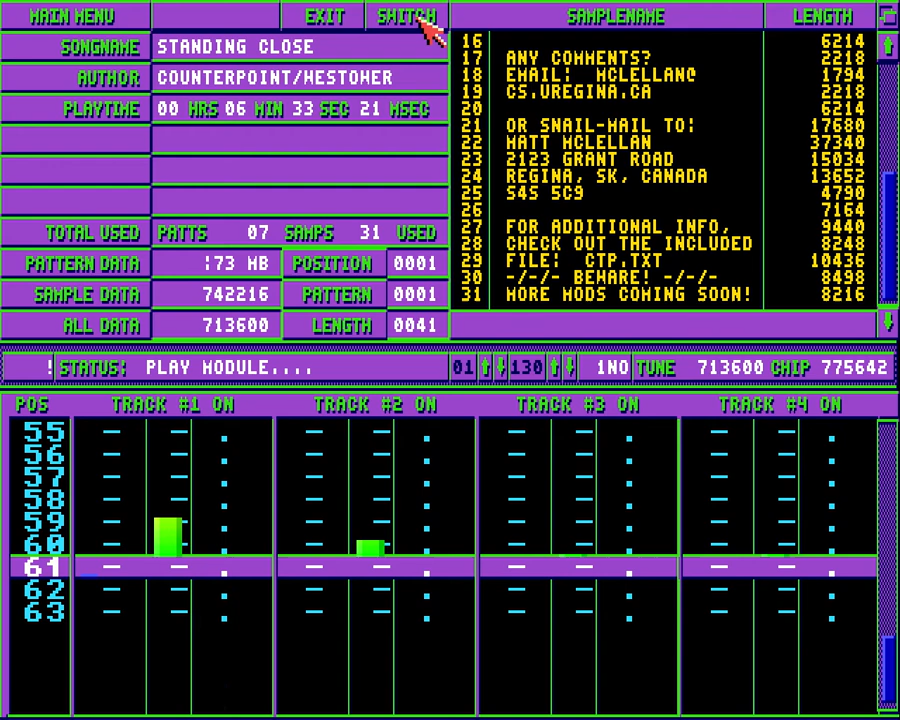 MAIN MENU EXIT SWITCH SAMPLENAME LENGTH
SONGNAME STANDING CLOSE
AUTHOR COUNTERPOINT/HESTOWER
PLAYTIME 00 HRS 06 MIN 33 SEC 21 MSEC
TOTAL USED PATTS 07 SAMPS 31 USED
PATTERN DATA :73 MB POSITION 0001
SAMPLE DATA 742216 PATTERN 0001
ALL DATA 713600 LENGTH 0041
16 6214
17 ANY COMMENTS? 2218
18 EMAIL: MCLELLAN@ 1794
19 CS.UREGINA.CA 2218
20 6214
21 OR SNAIL-MAIL TO: 17680
22 MATT MCLELLAN 37340
23 2123 GRANT ROAD 15034
24 REGINA, SK, CANADA 13652
25 S4S 5C9 4790
26 7164
27 FOR ADDITIONAL INFO, 9440
28 CHECK OUT THE INCLUDED 8248
29 FILE: CTP.TXT 10436
30 -/-/- BEWARE! -/-/- 8498
31 MORE MODS COMING SOON! 8216
! STATUS: PLAY MODULE.... 01 130 1NO TUNE 713600 CHIP 775642
POS TRACK #1 ON TRACK #2 ON TRACK #3 ON TRACK #4 ON
55 — — . — — . — — . — — .
56 — — . — — . — — . — — .
57 — — . — — . — — . — — .
58 — — . — — . — — . — — .
59 — — . — — . — — . — — .
60 — — . — — . — — . — — .
61 — — . — — . — — . — — .
62 — — . — — . — — . — — .
63 — — . — — . — — . — — .